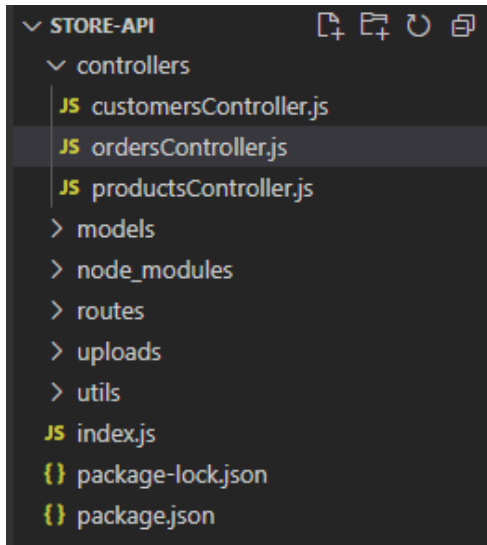 STORE-API
controllers
JS customersController.js
JS ordersController.js
JS productsController.js
models
node_modules
routes
uploads
utils
JS index.js
{} package-lock.json
{} package.json